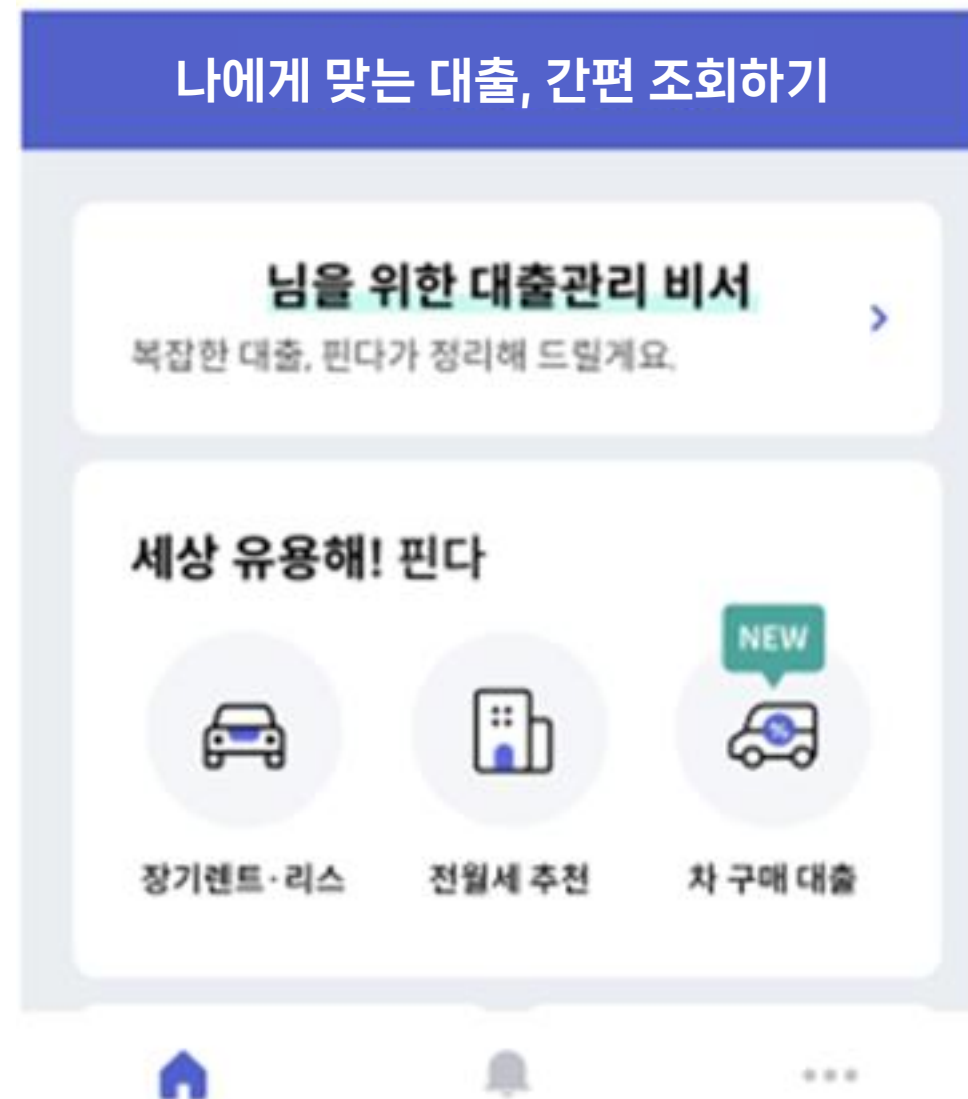 나에게 맞는 대출, 간편 조회하기
님을 위한 대출관리 비서
복잡한 대출, 핀다가 정리해 드릴게요.
세상 유용해! 핀다
NEW
%
장기렌트·리스
전월세 추천
차 구매 대출